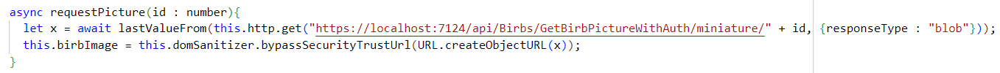 async requestPicture(id : number){
let x = await lastValueFrom(this.http.get("https://localhost:7124/api/Birbs/GetBirbPictureWithAuth/miniature/" + id, {responseType : "blob"}));
this.birbImage = this.domSanitizer.bypassSecurityTrustUrl(URL.createObjectURL(x));
}